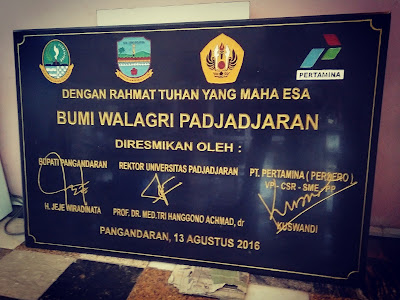 PERTAMINA
DENGAN RAHMAT TUHAN YANG MAHA ESA
BUMI WALAGRI PADJADJARAN
DIRESMIKAN OLEH :
BUPATI PANGANDARAN
REKTOR UNIVERSITAS PADJADJARAN
PT. PERTAMINA ( PERSERO )
VP - CSR - SME - PP
H. JEJE WIRADINATA
PROF. DR. MED.TRI HANGGONO ACHMAD, dr
KUSWANDI
PANGANDARAN, 13 AGUSTUS 2016